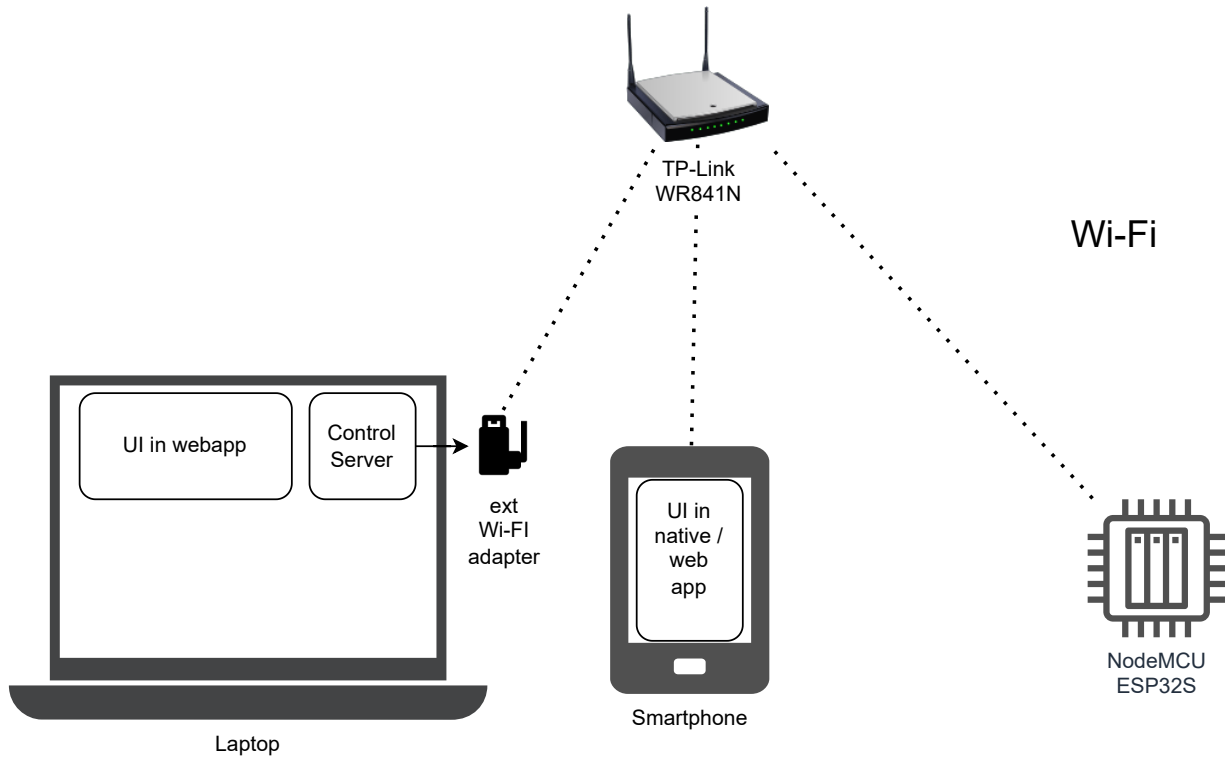 TP-Link
WR841N
Wi-Fi
UI in webapp
Control
Server
ext
Wi-FI
adapter
UI in
native /
web
app
NodeMCU
ESP32S
Smartphone
Laptop